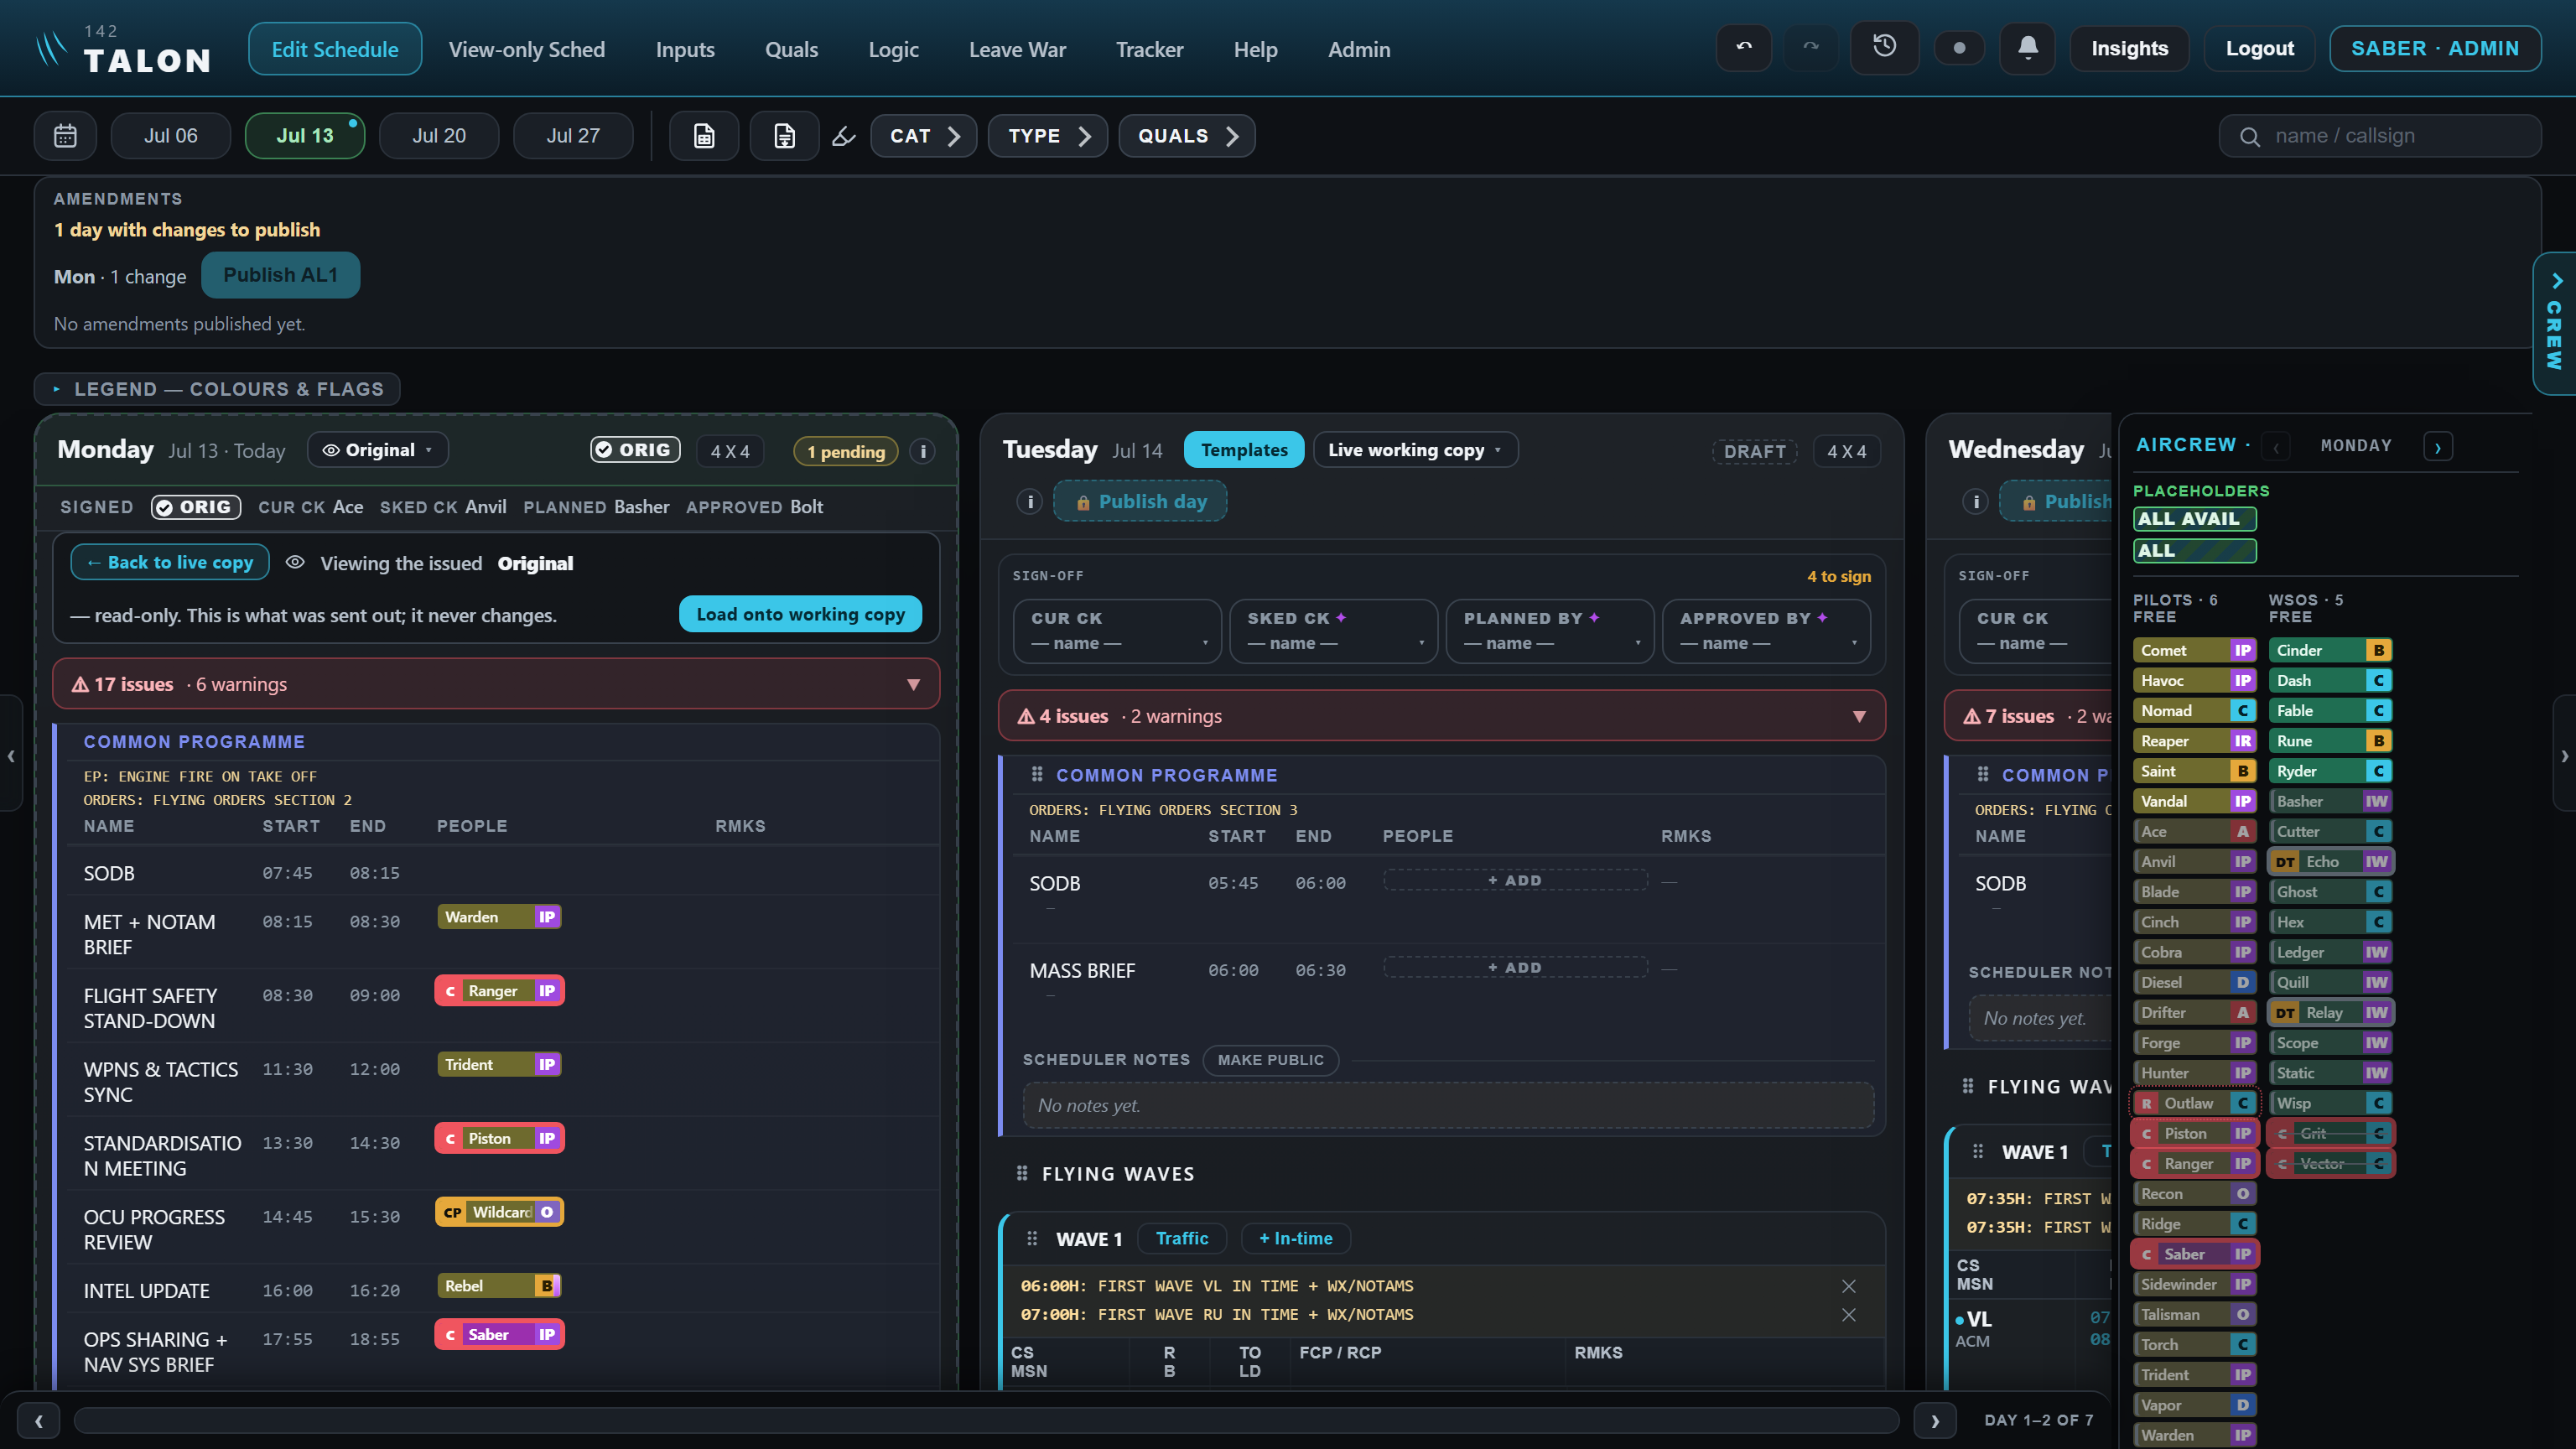 142
TALON
Edit Schedule
View-only Sched
Inputs
Quals
Logic
Leave War
Tracker
Help
Admin
Insights
Logout
SABER · ADMIN
Jul 06
Jul 13
Jul 20
Jul 27
CAT
TYPE
QUALS
name / callsign
AMENDMENTS
1 day with changes to publish
Mon · 1 change
Publish AL1
No amendments published yet.
CREW
LEGEND — COLOURS & FLAGS
Monday Jul 13 · Today
Original
ORIG
4 X 4
1 pending
i
SIGNED ORIG CUR CK Ace SKED CK Anvil PLANNED Basher APPROVED Bolt
← Back to live copy
Viewing the issued Original
— read-only. This is what was sent out; it never changes.
Load onto working copy
17 issues · 6 warnings
COMMON PROGRAMME
EP: ENGINE FIRE ON TAKE OFF
ORDERS: FLYING ORDERS SECTION 2
NAME START END PEOPLE RMKS
SODB 07:45 08:15
MET + NOTAM BRIEF 08:15 08:30 Warden IP
FLIGHT SAFETY STAND-DOWN 08:30 09:00 C Ranger IP
WPNS & TACTICS SYNC 11:30 12:00 Trident IP
STANDARDISATIO
N MEETING 13:30 14:30 C Piston IP
OCU PROGRESS REVIEW 14:45 15:30 CP Wildcard O
INTEL UPDATE 16:00 16:20 Rebel B
OPS SHARING + NAV SYS BRIEF 17:55 18:55 C Saber IP
Tuesday Jul 14
Templates
Live working copy
DRAFT
4 X 4
i
Publish day
SIGN-OFF
4 to sign
CUR CK
— name —
SKED CK
— name —
PLANNED BY
— name —
APPROVED BY
— name —
4 issues · 2 warnings
COMMON PROGRAMME
ORDERS: FLYING ORDERS SECTION 3
NAME START END PEOPLE RMKS
SODB 05:45 06:00 + ADD —
—
MASS BRIEF 06:00 06:30 + ADD —
—
SCHEDULER NOTES
MAKE PUBLIC
No notes yet.
FLYING WAVES
WAVE 1
Traffic
+ In-time
06:00H: FIRST WAVE VL IN TIME + WX/NOTAMS
07:00H: FIRST WAVE RU IN TIME + WX/NOTAMS
CS R TO FCP / RCP RMKS
MSN B LD
Wednesday
i
Publish
SIGN-OFF
CUR CK
— name —
7 issues
COMMON P
ORDERS: FLYING
NAME
SODB
—
SCHEDULER NOT
No notes yet.
FLYING WAV
WAVE 1
07:35H: FIRST W
07:35H: FIRST W
CS
MSN
VL 07
ACM 08
AIRCREW ·
MONDAY
PLACEHOLDERS
ALL AVAIL
ALL
PILOTS · 6 FREE
Comet IP
Havoc IP
Nomad C
Reaper IR
Saint B
Vandal IP
Ace A
Anvil IP
Blade IP
Cinch IP
Cobra IP
Diesel D
Drifter A
Forge IP
Hunter IP
R Outlaw C
C Piston IP
C Ranger IP
Recon O
Ridge C
C Saber IP
Sidewinder IP
Talisman O
Torch C
Trident IP
Vapor D
Warden IP
WSOS · 5 FREE
Cinder B
Dash C
Fable C
Rune B
Ryder C
Basher IW
Cutter C
DT Echo IW
Ghost C
Hex C
Ledger IW
Quill IW
DT Relay IW
Scope IW
Static IW
Wisp C
C Grit C
C Vector C
DAY 1–2 OF 7